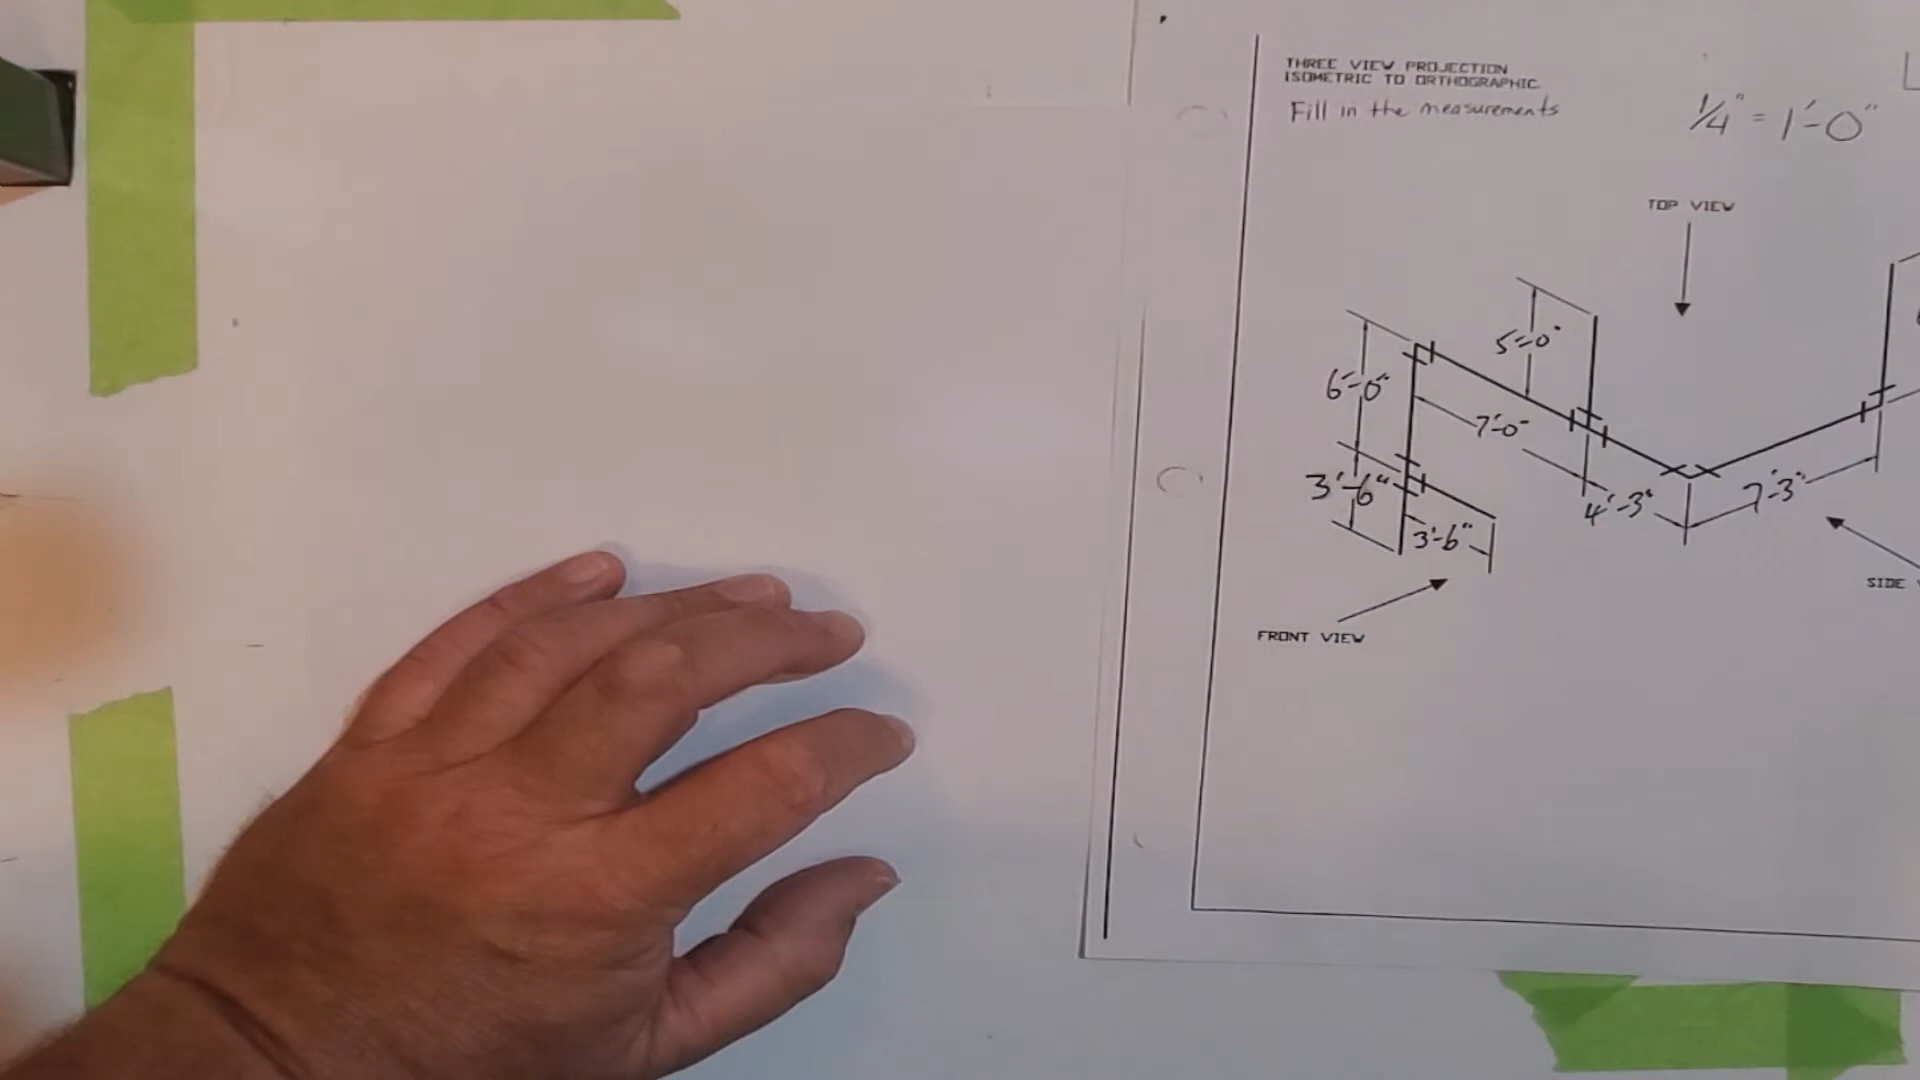 THREE VIEW PROJECTION
ISOMETRIC TO ORTHOGRAPHIC.
Fill in the measurements
1/4" = 1'-0"
TOP VIEW
5'-0"
6'-0"
7'-0"
3'-6"
4'-3"
7'-3"
3'-6"
SIDE
FRONT VIEW